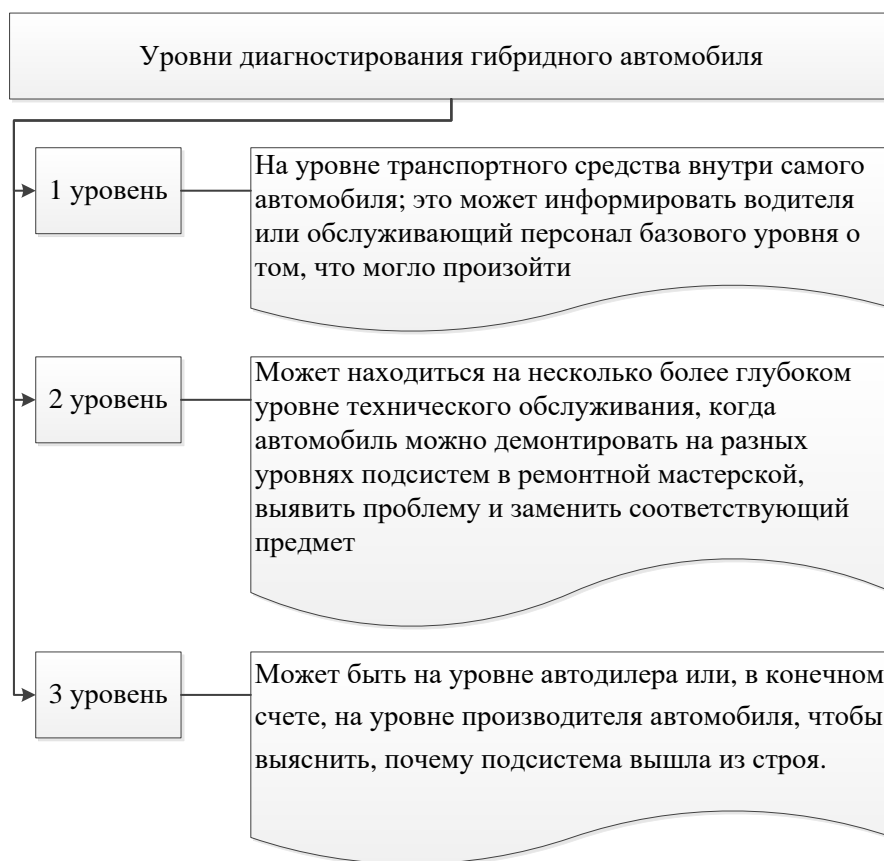 Уровни диагностирования гибридного автомобиля
1 уровень
На уровне транспортного средства внутри самого
автомобиля; это может информировать водителя
или обслуживающий персонал базового уровня о
том, что могло произойти
2 уровень
Может находиться на несколько более глубоком
уровне технического обслуживания, когда
автомобиль можно демонтировать на разных
уровнях подсистем в ремонтной мастерской,
выявить проблему и заменить соответствующий
предмет
3 уровень
Может быть на уровне автодилера или, в конечном
счете, на уровне производителя автомобиля, чтобы
выяснить, почему подсистема вышла из строя.